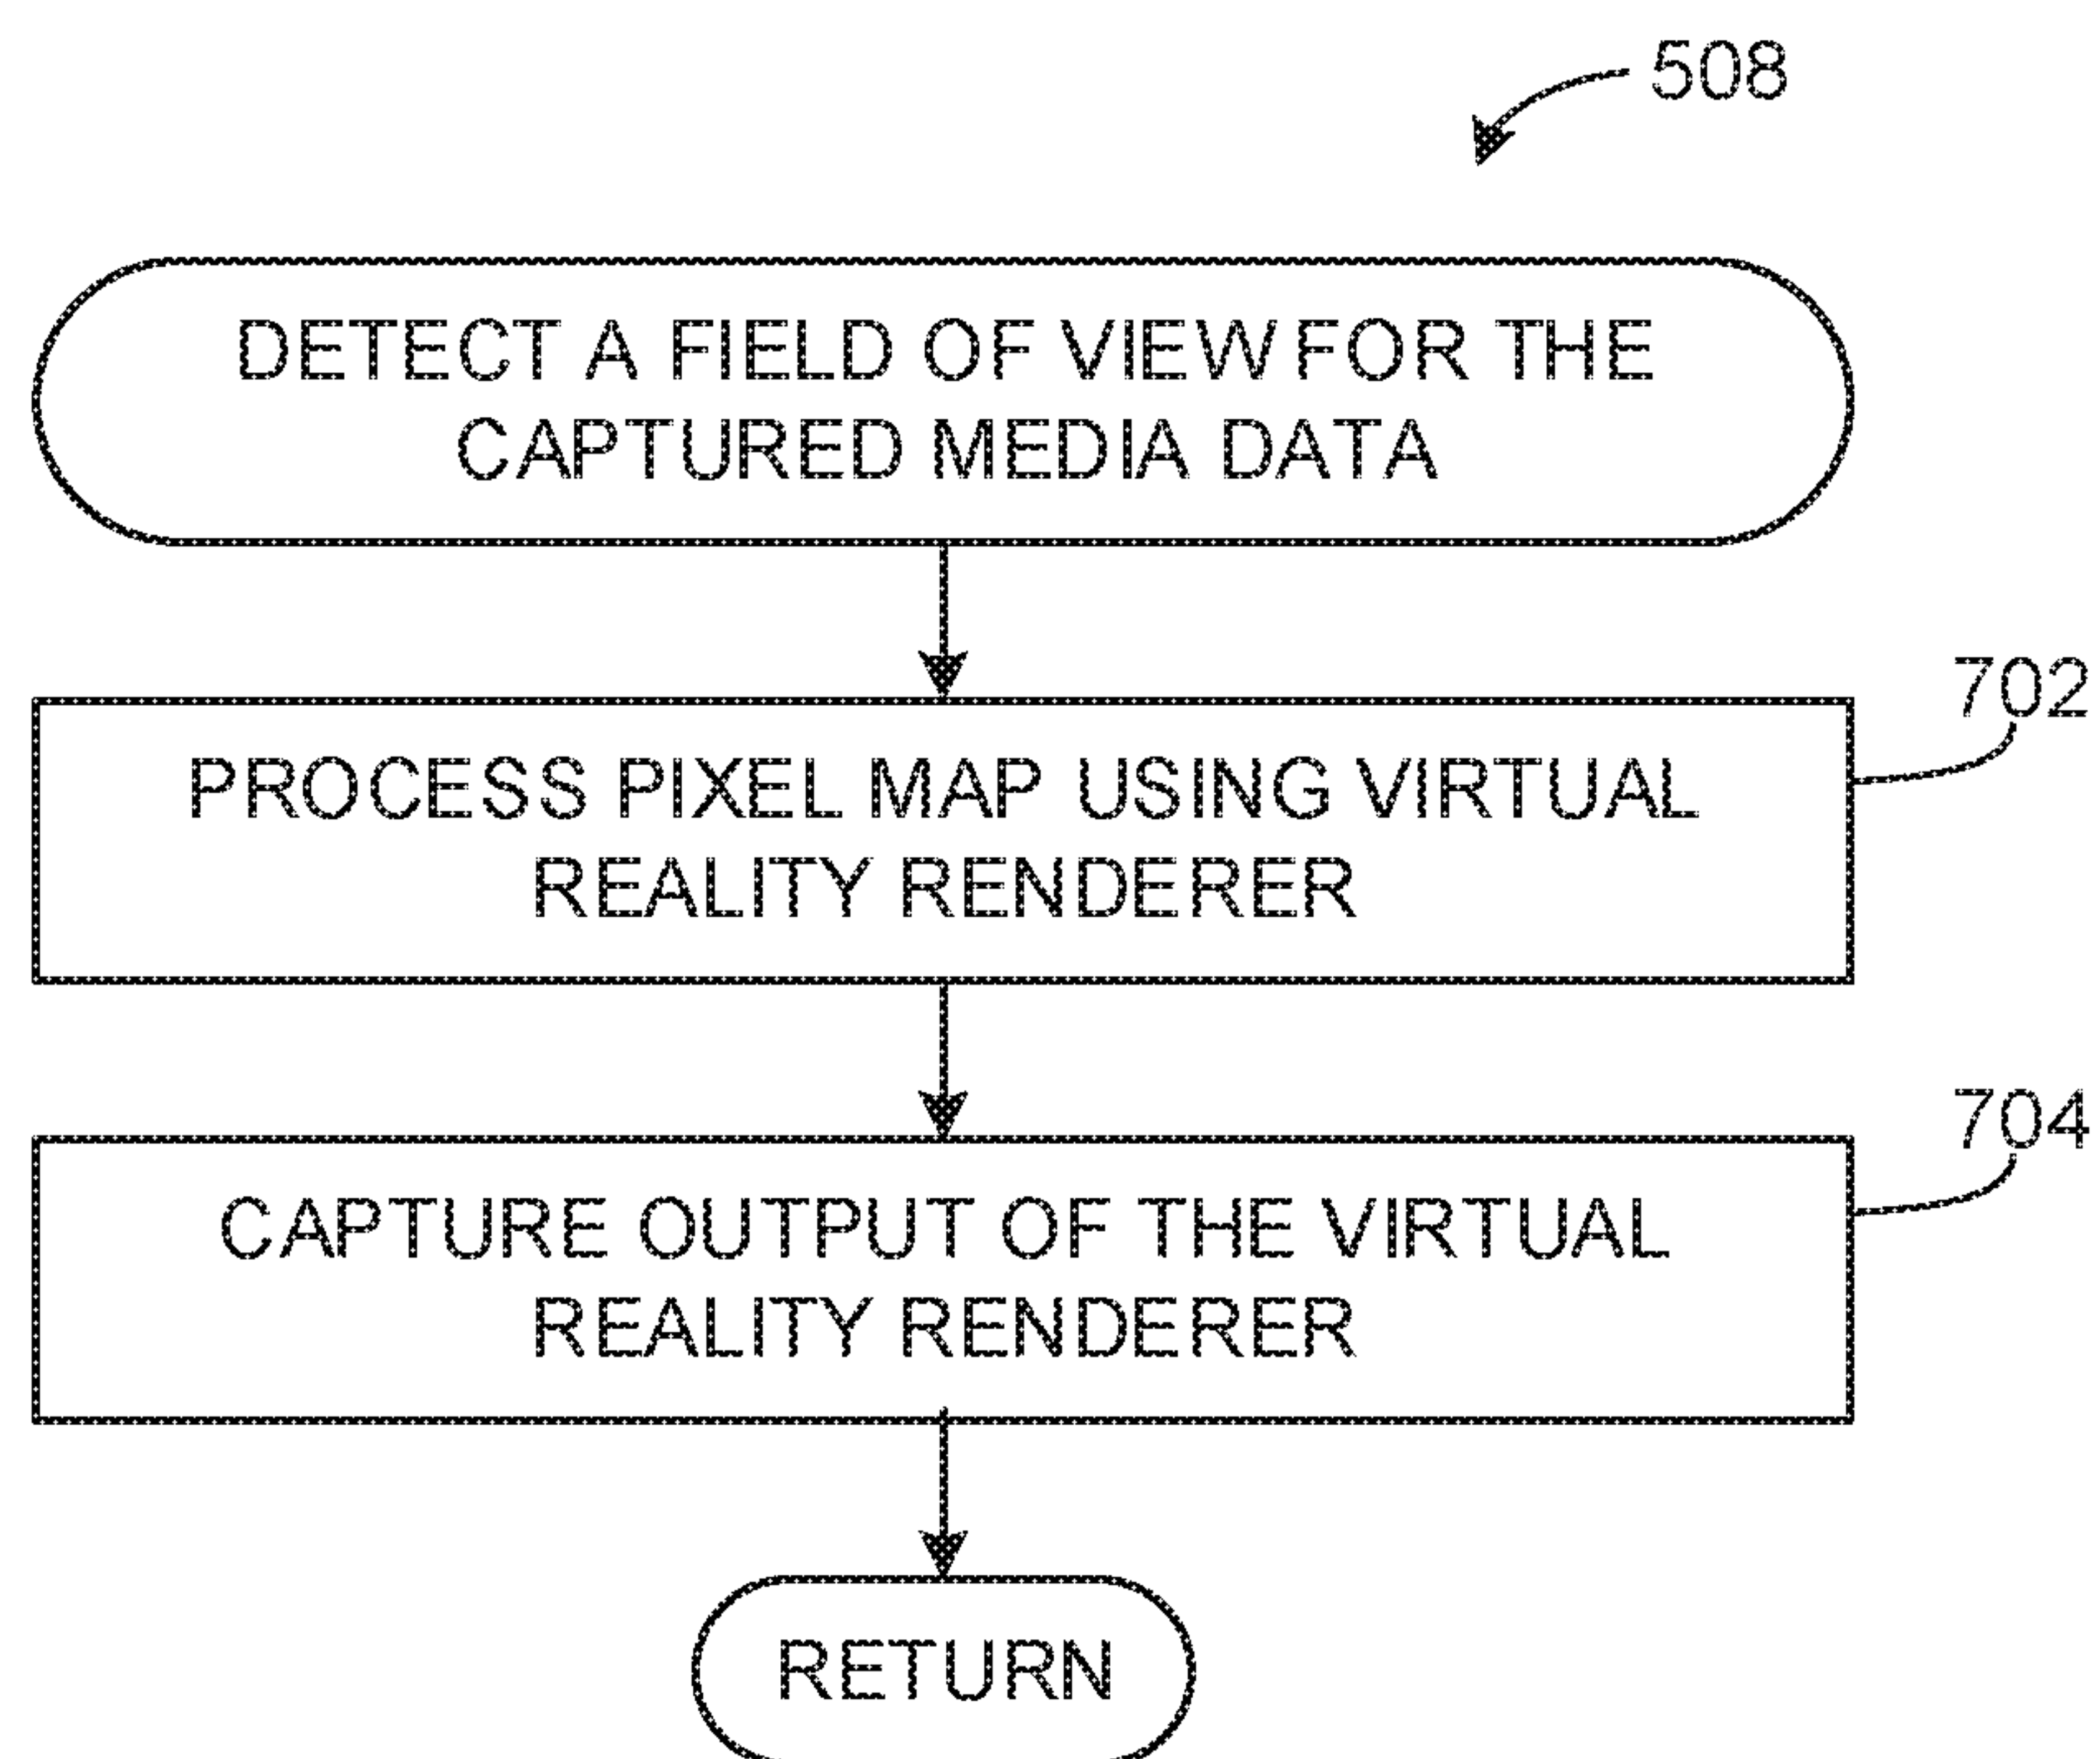 508
DETECT A FIELD OF VIEW FOR THE
CAPTURED MEDIA DATA
702
PROCESS PIXEL MAP USING VIRTUAL
REALITY RENDERER
704
CAPTURE OUTPUT OF THE VIRTUAL
REALITY RENDERER
RETURN